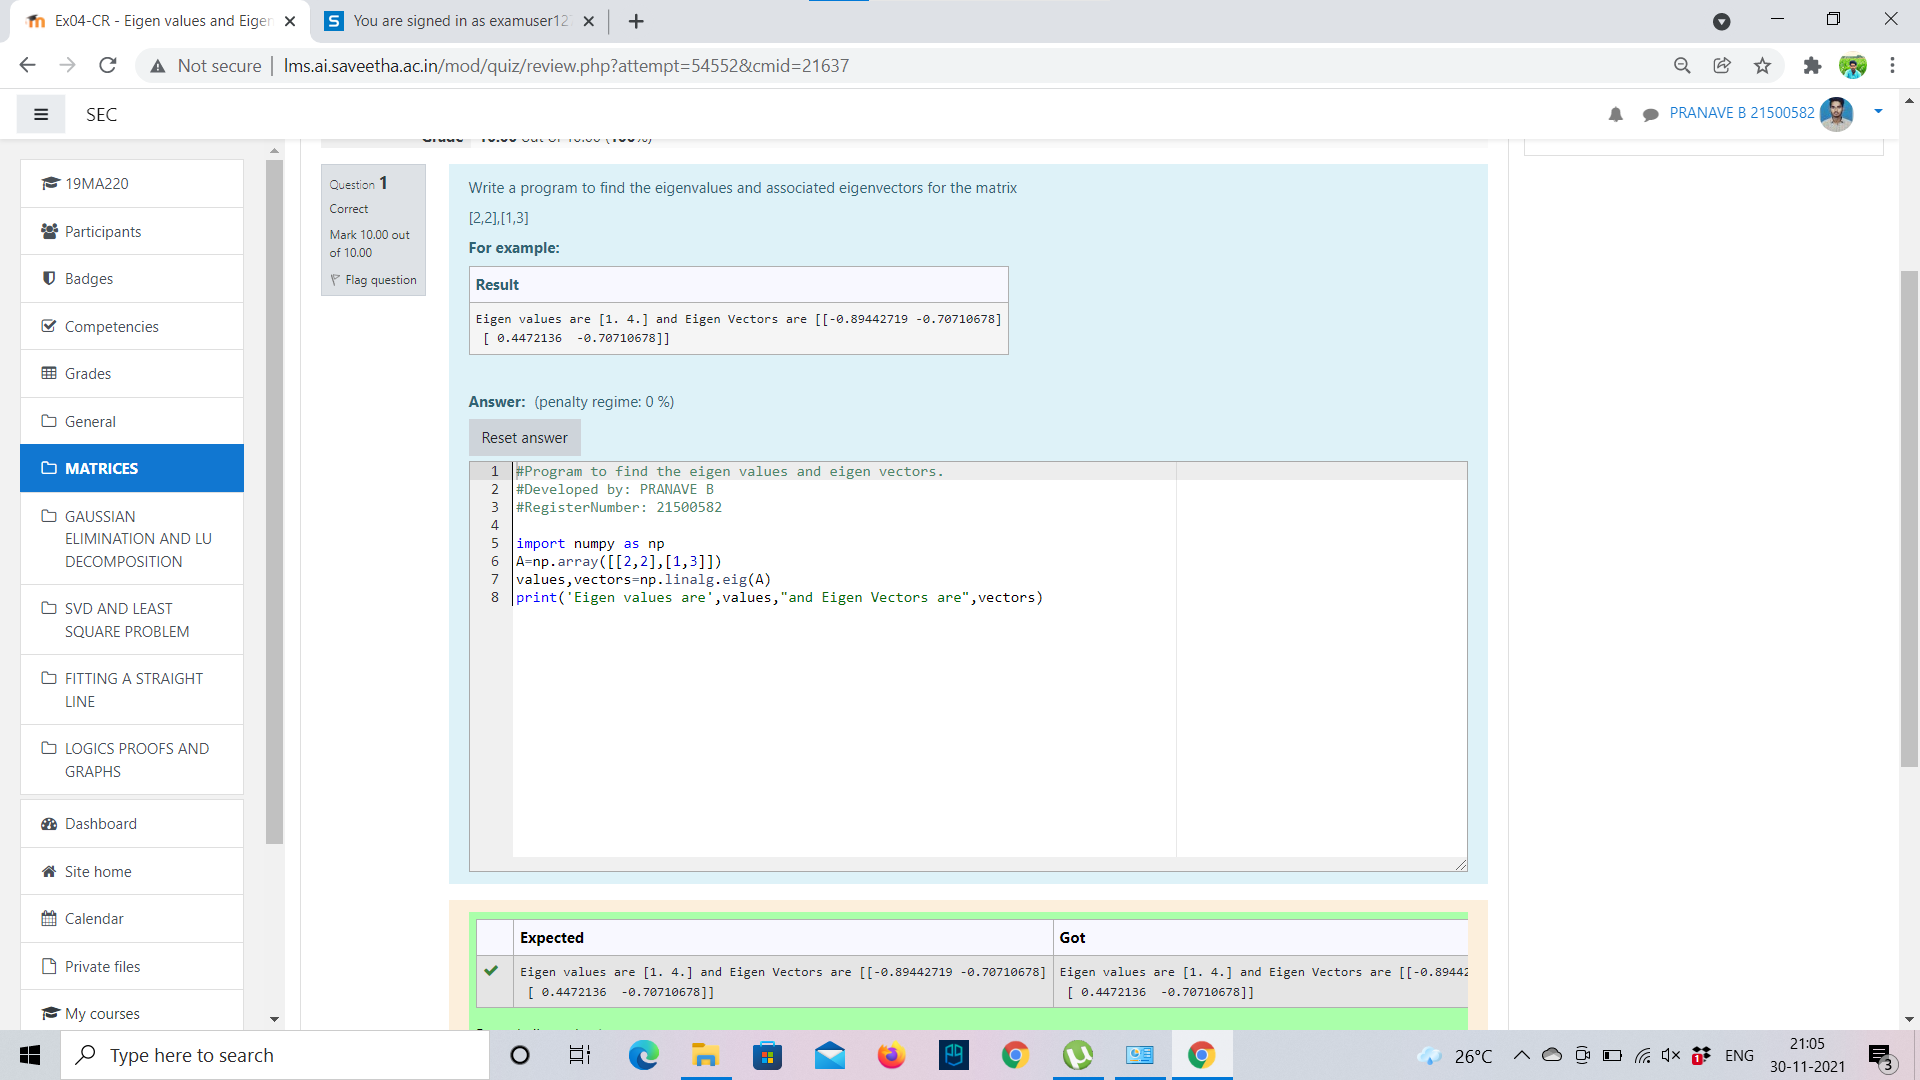 Ex04-CR - Eigen values and Eigen
You are signed in as examuser12
Not secure
lms.ai.saveetha.ac.in/mod/quiz/review.php?attempt=54552&cmid=21637
SEC
PRANAVE B 21500582
19MA220
Participants
Badges
Competencies
Grades
General
MATRICES
GAUSSIAN
ELIMINATION AND LU
DECOMPOSITION
SVD AND LEAST
SQUARE PROBLEM
FITTING A STRAIGHT
LINE
LOGICS PROOFS AND
GRAPHS
Dashboard
Site home
Calendar
Private files
My courses
Grade 10.00 out of 10.00 (100%)
Question 1
Correct
Mark 10.00 out
of 10.00
Flag question
Write a program to find the eigenvalues and associated eigenvectors for the matrix
[2,2],[1,3]
For example:
Result
Eigen values are [1. 4.] and Eigen Vectors are [[-0.89442719 -0.70710678]
[ 0.4472136 -0.70710678]]
Answer: (penalty regime: 0 %)
Reset answer
1 #Program to find the eigen values and eigen vectors.
2 #Developed by: PRANAVE B
3 #RegisterNumber: 21500582
4
5 import numpy as np
6 A=np.array([[2,2],[1,3]])
7 values,vectors=np.linalg.eig(A)
8 print('Eigen values are',values,"and Eigen Vectors are",vectors)
Expected Got
Eigen values are [1. 4.] and Eigen Vectors are [[-0.89442719 -0.70710678] Eigen values are [1. 4.] and Eigen Vectors are [[-0.89442
[ 0.4472136 -0.70710678]] [ 0.4472136 -0.70710678]]
Type here to search
26°C
ENG
21:05
30-11-2021
3